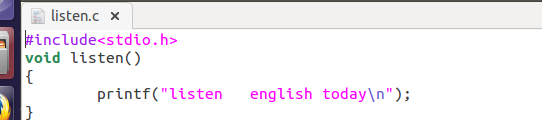 listen.c ×
#include<stdio.h>
void listen()
{
        printf("listen   english today\n");
}